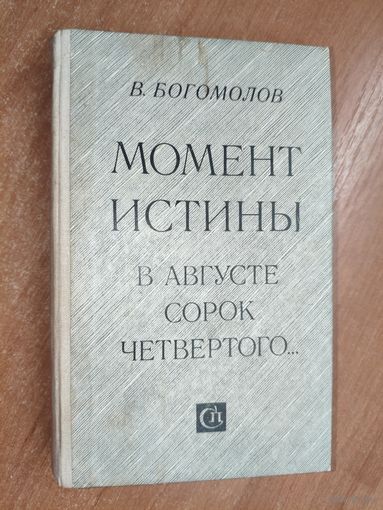 В. БОГОМОЛОВ
МОМЕНТ
ИСТИНЫ
В АВГУСТЕ
СОРОК
ЧЕТВЕРТОГО...
СП